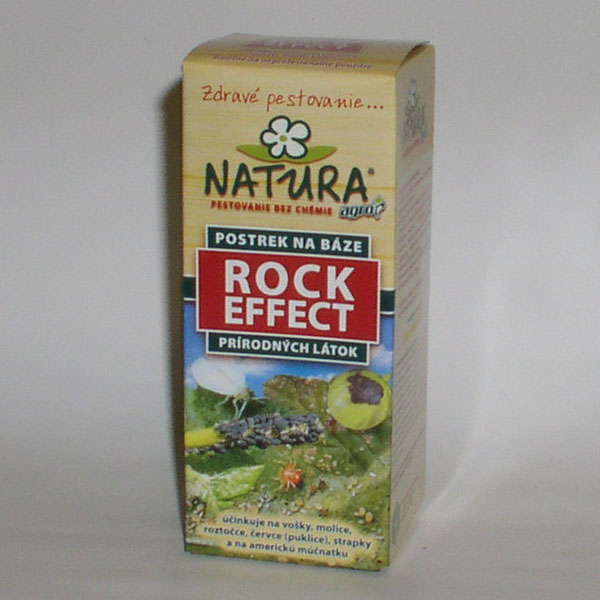 Zdravé pestovanie...
NATURA®
PESTOVANIE BEZ CHÉMIE agro
POSTREK NA BÁZE
ROCK
EFFECT
PRÍRODNÝCH LÁTOK
účinkuje na vošky, molice,
roztočce, červce (puklice), strapky
a na americkú múčnatku